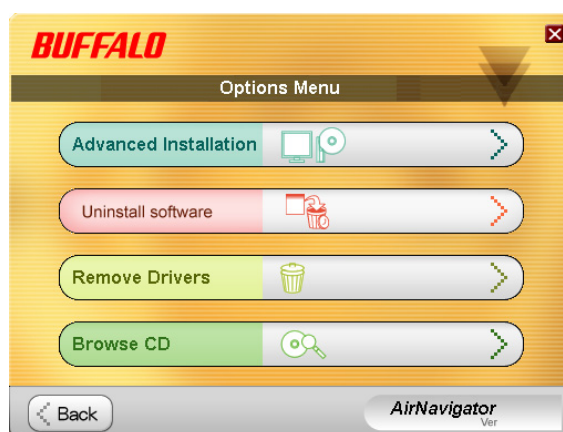 BUFFALO
Options Menu
Advanced Installation
Uninstall software
Remove Drivers
Browse CD
Back
AirNavigator
Ver